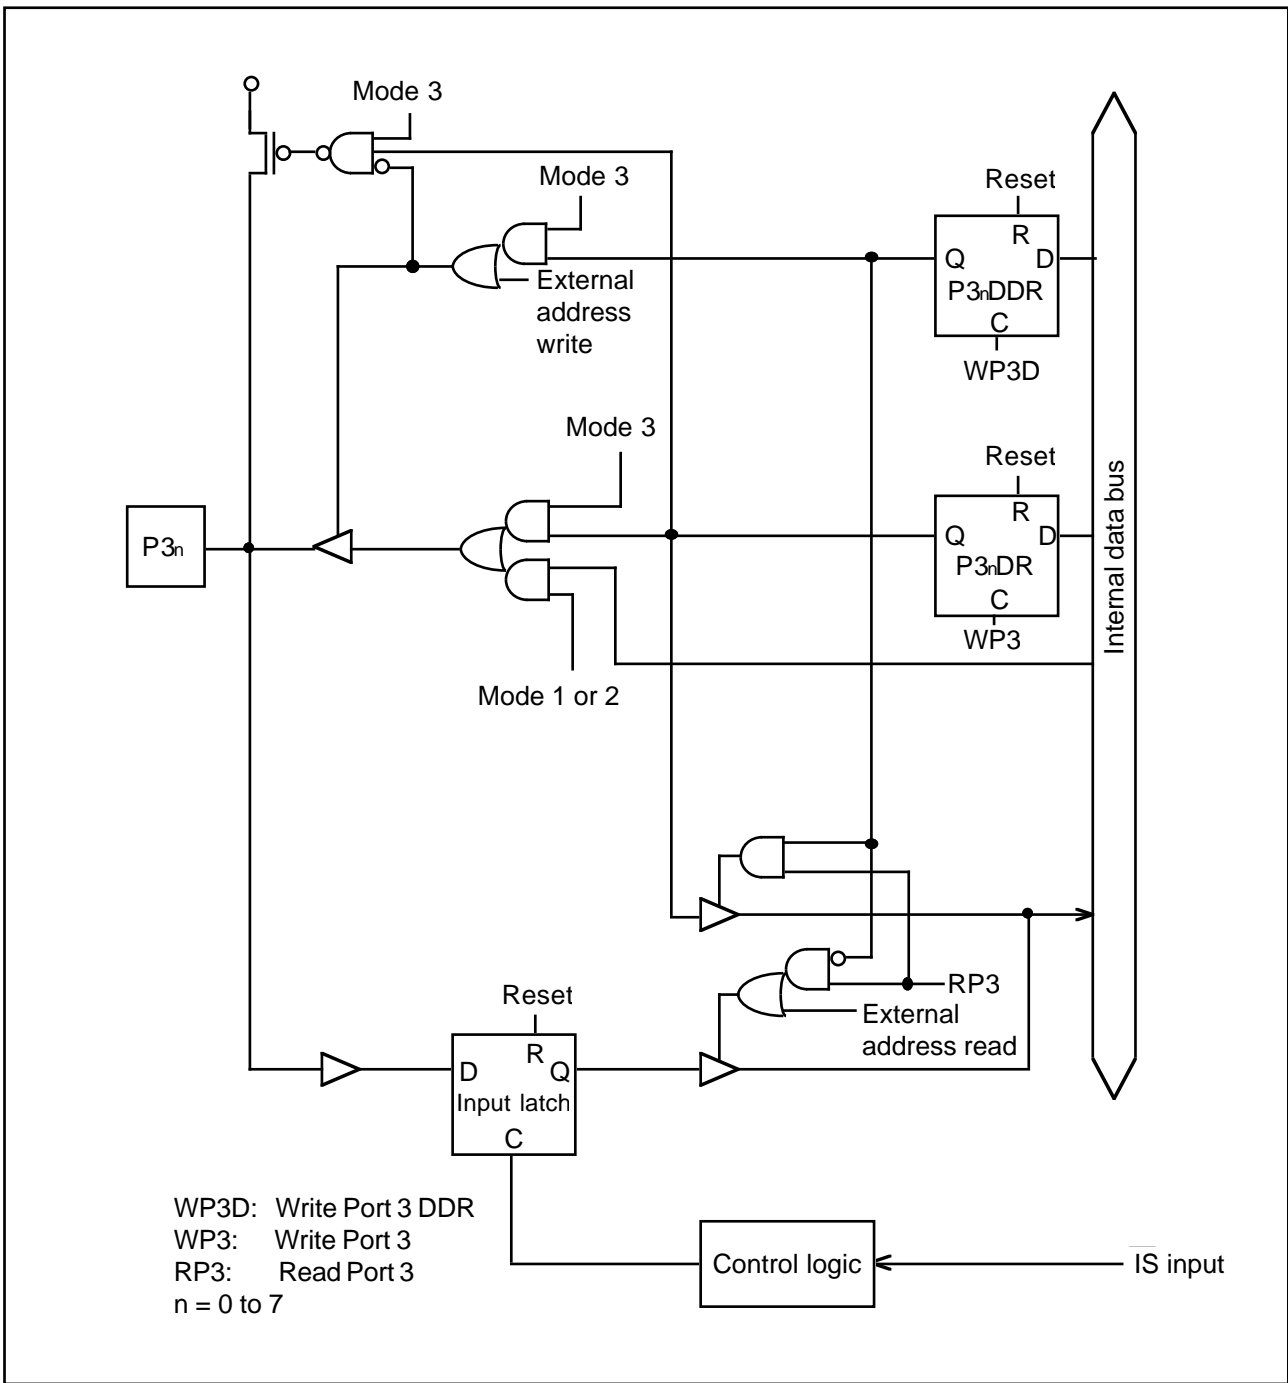 Mode 3
Mode 3
Reset
R
Q
D
P3nDDR
C
WP3D
External
address
write
Mode 3
Reset
R
Q
D
P3nDR
C
WP3
P3n
Internal data bus
Mode 1 or 2
RP3
External
address read
Reset
R
D
Q
Input latch
C
WP3D: Write Port 3 DDR
WP3: Write Port 3
RP3: Read Port 3
n = 0 to 7
Control logic
I̅S̅ input